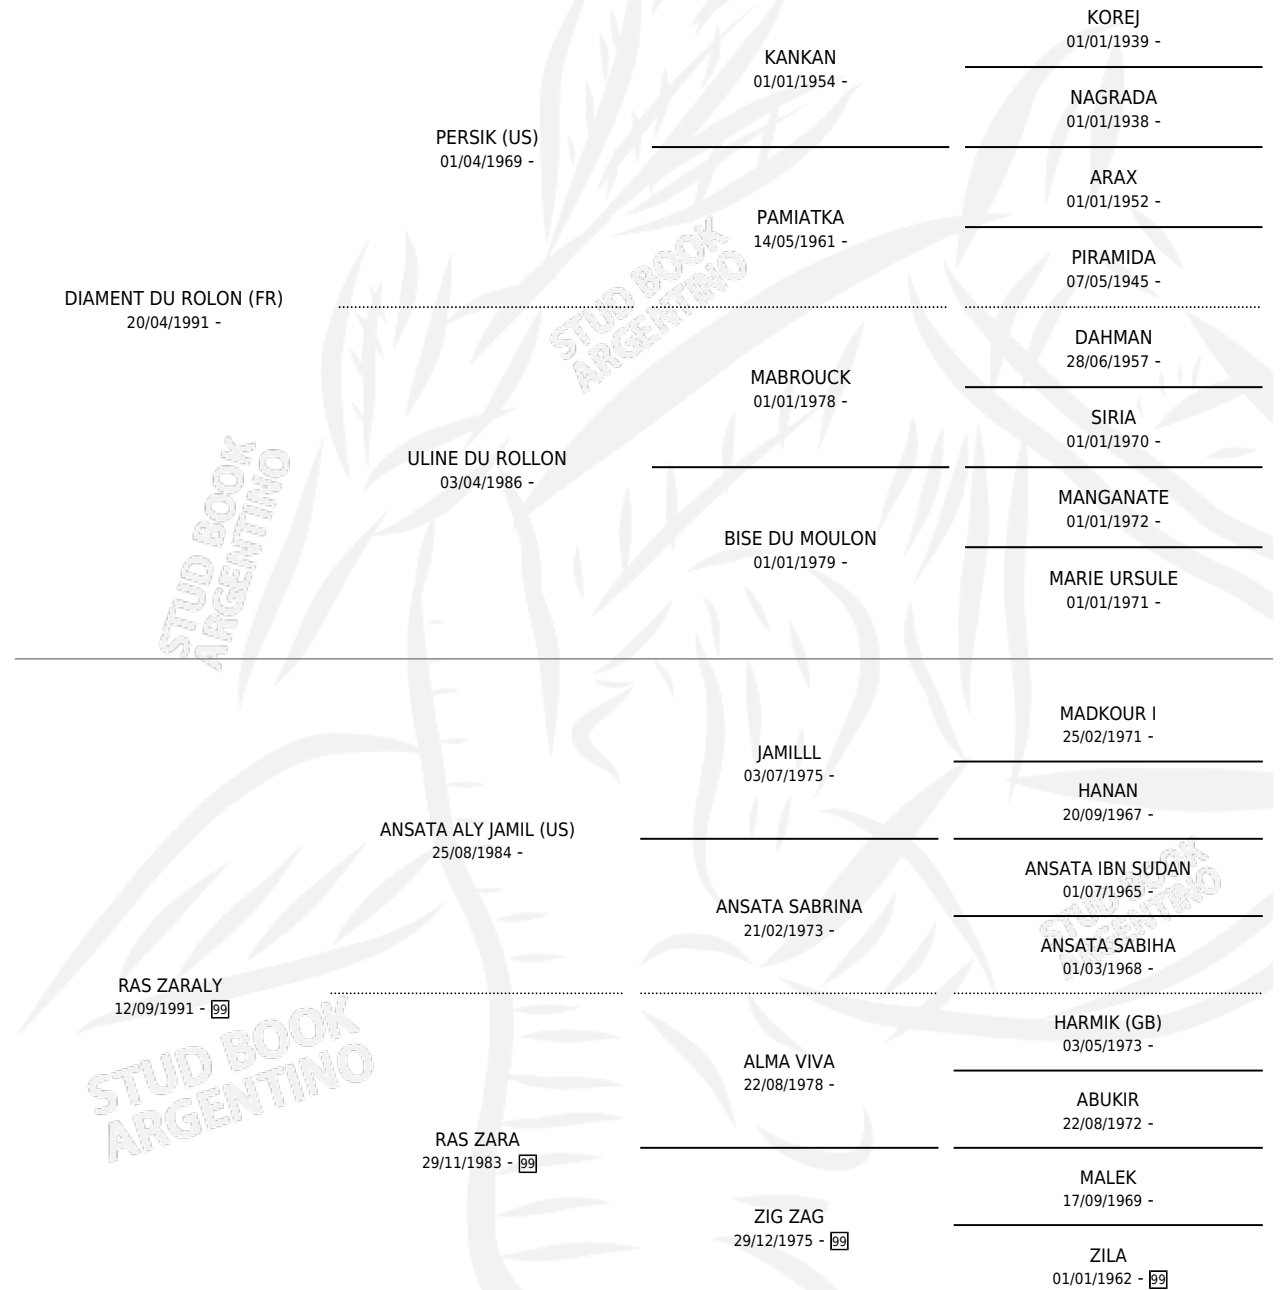 KOREJ
01/01/1939 -
KANKAN
01/01/1954 -
NAGRADA
01/01/1938 -
PERSIK (US)
01/04/1969 -
ARAX
01/01/1952 -
PAMIATKA
14/05/1961 -
PIRAMIDA
07/05/1945 -
DIAMENT DU ROLON (FR)
20/04/1991 -
DAHMAN
28/06/1957 -
MABROUCK
01/01/1978 -
SIRIA
01/01/1970 -
ULINE DU ROLLON
03/04/1986 -
MANGANATE
01/01/1972 -
BISE DU MOULON
01/01/1979 -
MARIE URSULE
01/01/1971 -
MADKOUR I
25/02/1971 -
JAMILLL
03/07/1975 -
HANAN
20/09/1967 -
ANSATA ALY JAMIL (US)
25/08/1984 -
ANSATA IBN SUDAN
01/07/1965 -
ANSATA SABRINA
21/02/1973 -
ANSATA SABIHA
01/03/1968 -
RAS ZARALY
12/09/1991 - 99
HARMIK (GB)
03/05/1973 -
ALMA VIVA
22/08/1978 -
ABUKIR
22/08/1972 -
RAS ZARA
29/11/1983 - 99
MALEK
17/09/1969 -
ZIG ZAG
29/12/1975 - 99
ZILA
01/01/1962 - 99
STUD BOOK
ARGENTINO
STUD BOOK
ARGENTINO
STUD BOOK
ARGENTINO
STUD BOOK
ARGENTINO